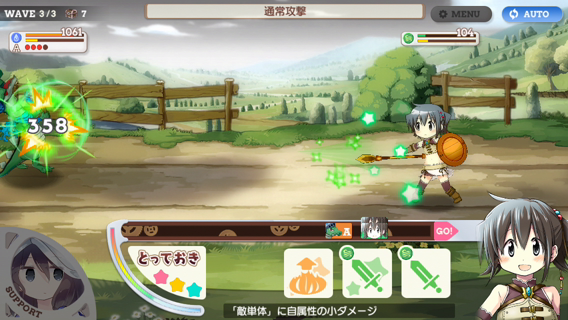 WAVE 3/3 7
通常攻撃
MENU
AUTO
1061
A
104
358
A
GO!
とっておき
SUPPORT
「敵単体」に自属性の小ダメージ